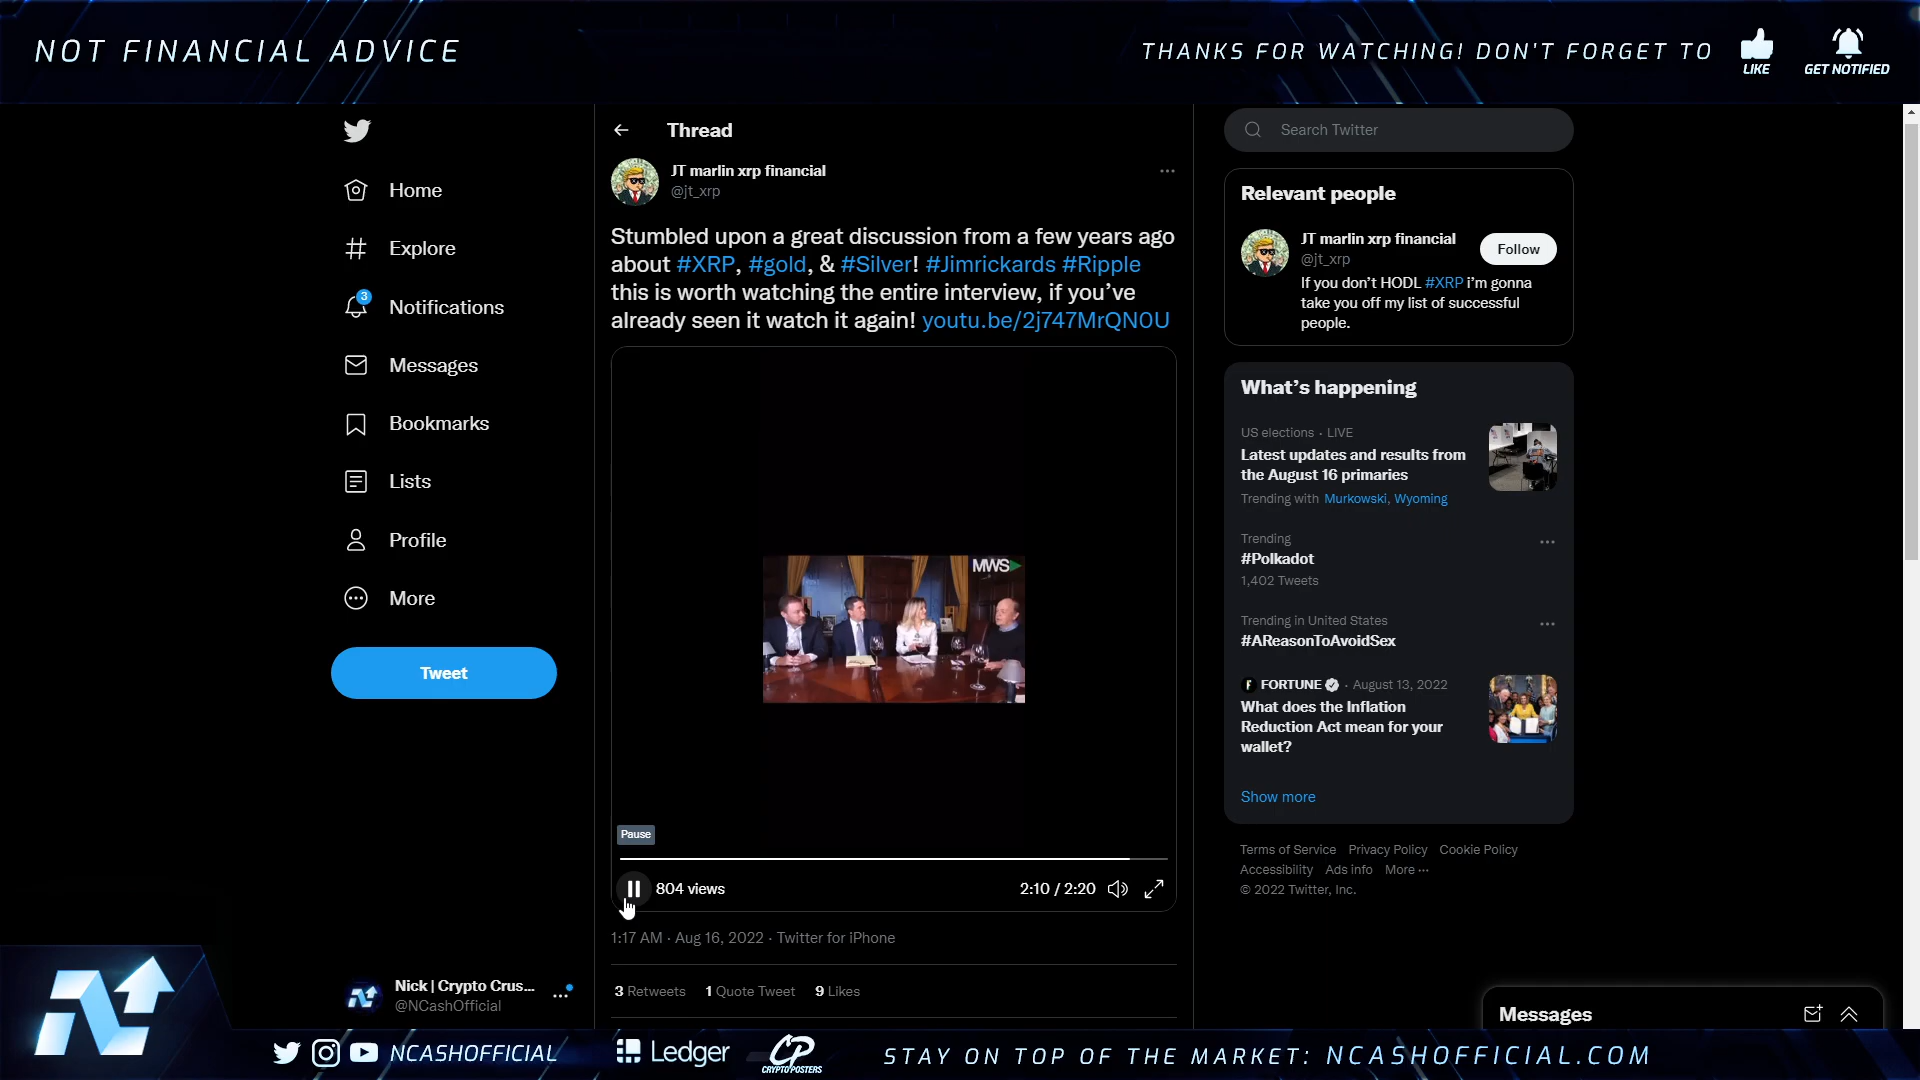 NOT FINANCIAL ADVICE
THANKS FOR WATCHING! DON'T FORGET TO
LIKE
GET NOTIFIED
Home
Explore
3
Notifications
Messages
Bookmarks
Lists
Profile
More
Tweet
Nick | Crypto Crus...
@NCashOfficial
Thread
JT marlin xrp financial
@jt_xrp
Stumbled upon a great discussion from a few years ago
about #XRP, #gold, & #Silver! #Jimrickards #Ripple
this is worth watching the entire interview, if you've
already seen it watch it again! youtu.be/2j747MrQN0U
MWS
Pause
804 views
2:10 / 2:20
1:17 AM · Aug 16, 2022 · Twitter for iPhone
3 Retweets 1 Quote Tweet 9 Likes
Search Twitter
Relevant people
JT marlin xrp financial
@jt_xrp
Follow
If you don't HODL #XRP i'm gonna
take you off my list of successful
people.
What's happening
US elections · LIVE
Latest updates and results from
the August 16 primaries
Trending with Murkowski, Wyoming
Trending
#Polkadot
1,402 Tweets
Trending in United States
#AReasonToAvoidSex
F FORTUNE · August 13, 2022
What does the Inflation
Reduction Act mean for your
wallet?
Show more
Terms of Service Privacy Policy Cookie Policy
Accessibility Ads info More ···
© 2022 Twitter, Inc.
Messages
NCASHOFFICIAL
Ledger
CP
CRYPTO POSTERS
STAY ON TOP OF THE MARKET: NCASHOFFICIAL.COM